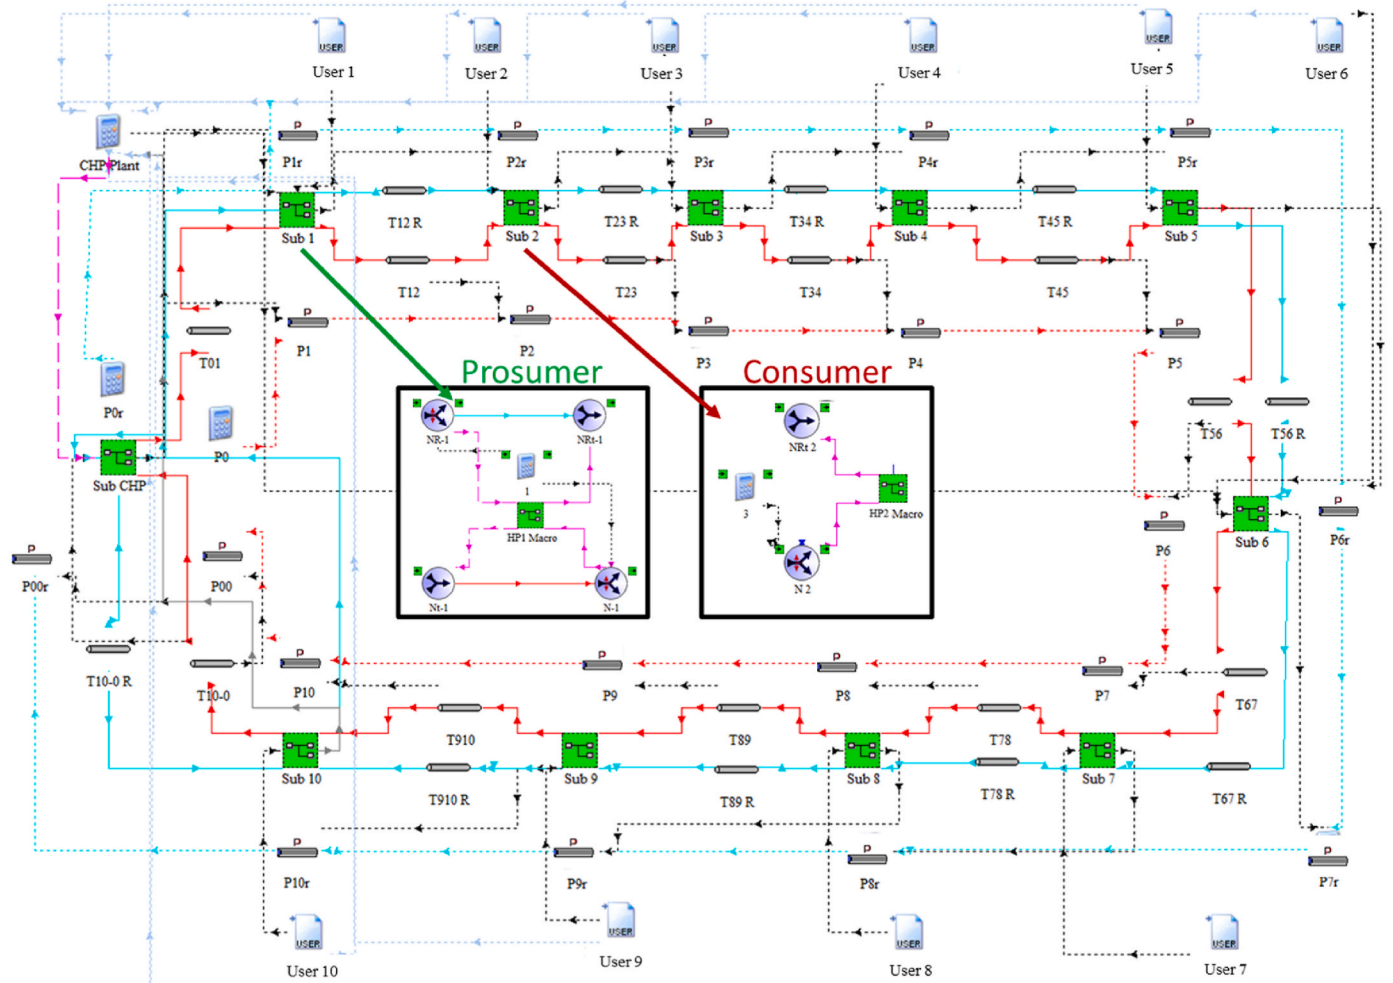 USER
USER
USER
USER
USER
USER
User 1
User 2
User 3
User 4
User 5
User 6
CHP Plant
P
P
P
P
P
P1r
P2r
P3r
P4r
P5r
T12 R
T23 R
T34 R
T45 R
Sub 1
Sub 2
Sub 3
Sub 4
Sub 5
T12
T23
T34
T45
P
P
P
P
P
T01
P1
P2
P3
P4
P5
Prosumer
Consumer
P0r
P0
T56
T56 R
NR-1
NRt-1
NRt 2
Sub CHP
1
3
HP1 Macro
HP2 Macro
P
P
P6
Sub 6
P6r
P
P
P00r
P00
Nt-1
N-1
N 2
T10-0 R
T10-0
P
P
P
P
P10
P9
P8
P7
T67
T910
T89
T78
Sub 10
Sub 9
Sub 8
Sub 7
T910 R
T89 R
T78 R
T67 R
P
P
P
P
P10r
P9r
P8r
P7r
USER
USER
USER
USER
User 10
User 9
User 8
User 7